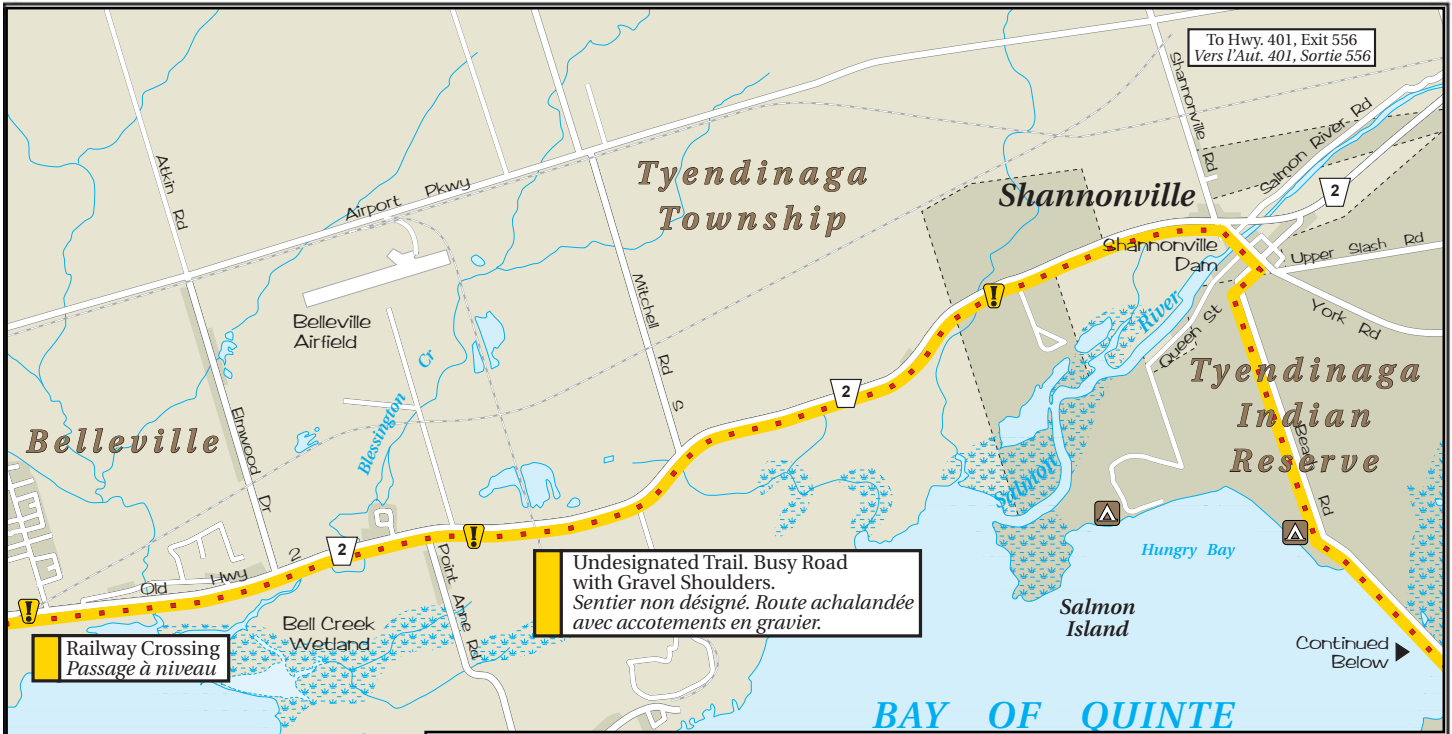 To Hwy. 401, Exit 556
Vers l'Aut. 401, Sortie 556
Shannonville Rd
Salmon River Rd
Atkin Rd
Airport Pkwy
Tyendinaga
Township
Shannonville
2
Shannonville
Dam
Upper Slash Rd
York Rd
Queen St
River
Salmon
Mitchell Rd S
Belleville
Airfield
Blessington Cr
Belleville
Elmwood Dr
2
Tyendinaga
Indian
Reserve
Beach Rd
!
!
!
2
Old Hwy 2
Point Anne Rd
Undesignated Trail. Busy Road
with Gravel Shoulders.
Sentier non désigné. Route achalandée
avec accotements en gravier.
Railway Crossing
Passage à niveau
Bell Creek
Wetland
Hungry Bay
Salmon
Island
Continued
Below
BAY OF QUINTE